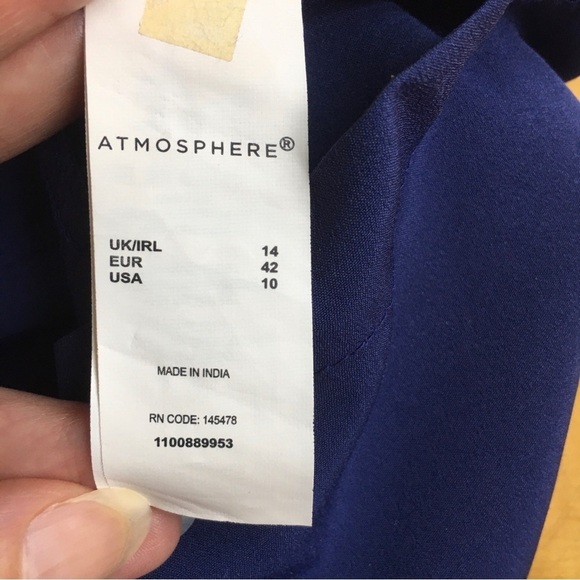 ATMOSPHERE®
UK/IRL 14
EUR 42
USA 10
MADE IN INDIA
RN CODE: 145478
1100889953